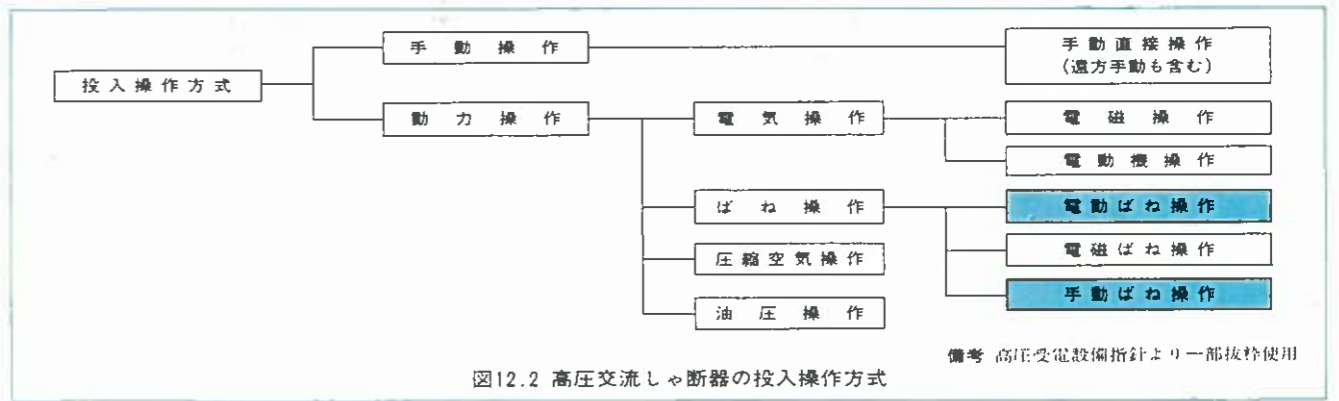 手動操作
手動直接操作
(遠方手動も含む)
投入操作方式
動力操作
電気操作
電磁操作
電動機操作
ばね操作
電動ばね操作
電磁ばね操作
圧縮空気操作
手動ばね操作
油圧操作
備考 高圧受電設備指針より一部抜粋使用
図12.2 高圧交流しゃ断器の投入操作方式